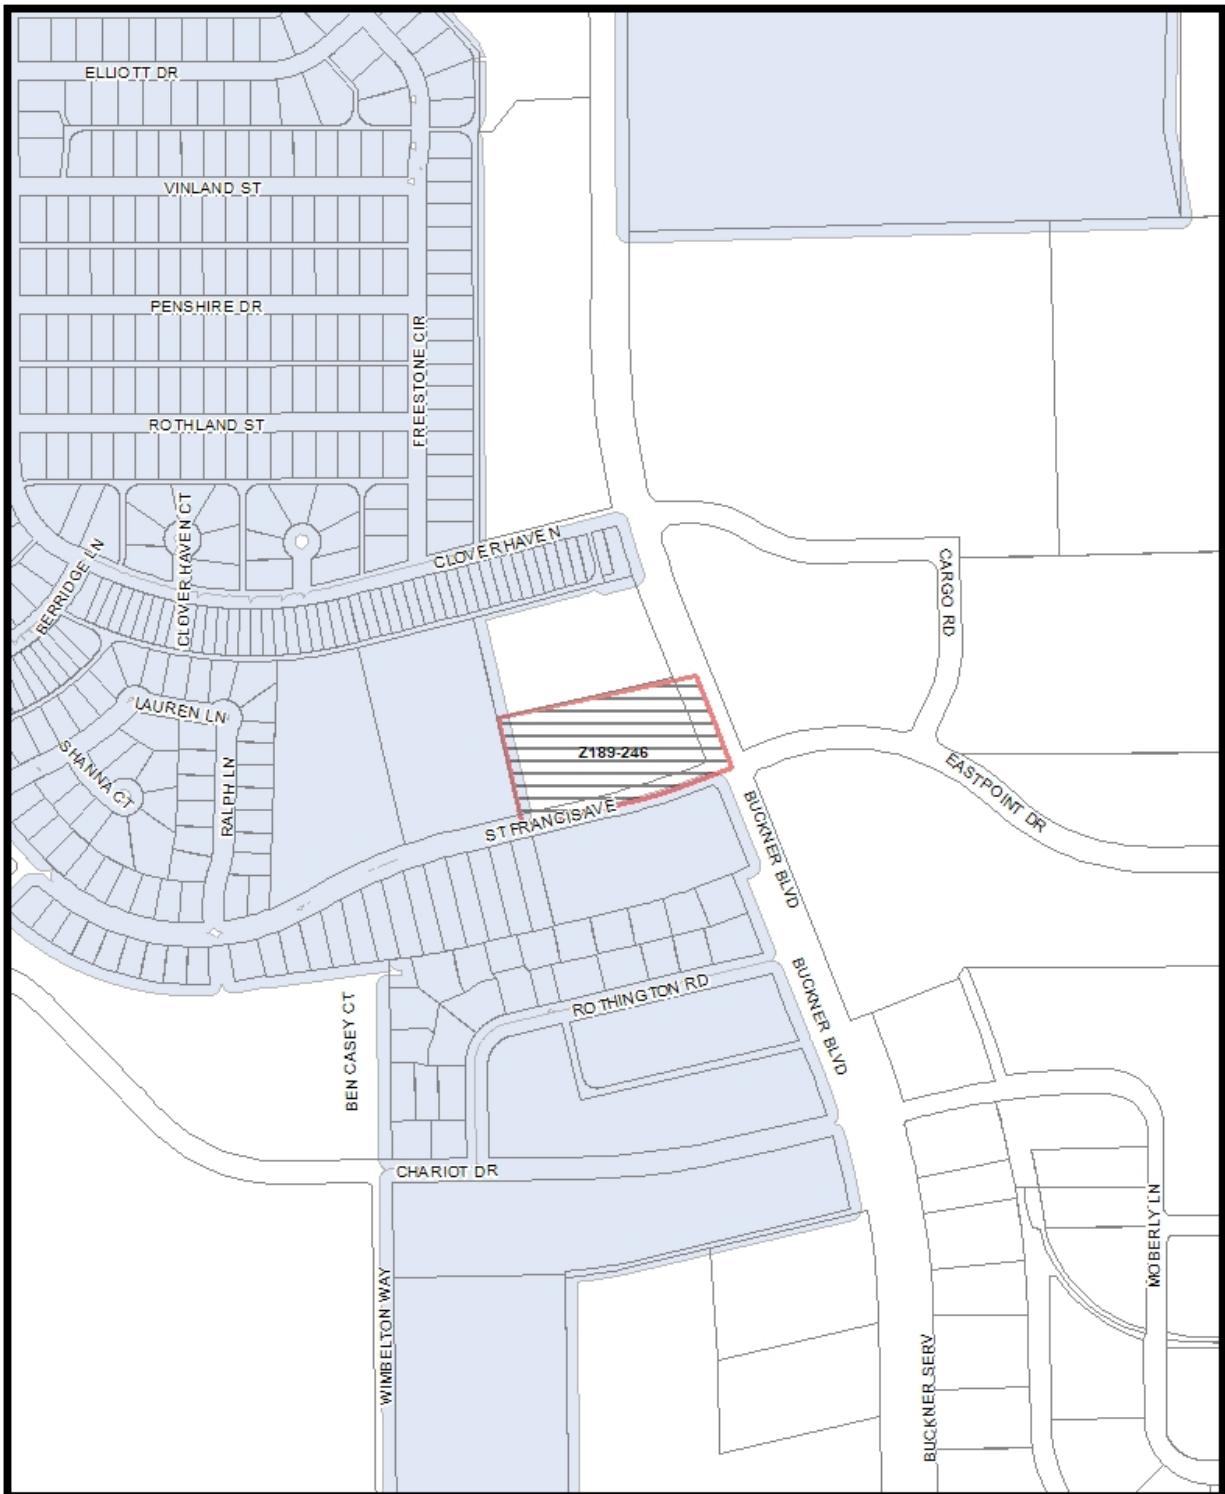 ELLIOTT DR
VINLAND ST
PENSHIRE DR
FREESTONE CIR
ROTHLAND ST
CLOVERHAVEN CT
CLOVERHAVEN
BERRIDGE LN
CARGO RD
LAUREN LN
SHANNA CT
RALPH LN
Z189-246
ST FRANCIS AVE
EASTPOINT DR
BUCKNER BLVD
BUCKNER BLVD
ROTHINGTON RD
BEN CASEY CT
CHARIOT DR
MOBERLY LN
WIMBELTON WAY
BUCKNER SERV